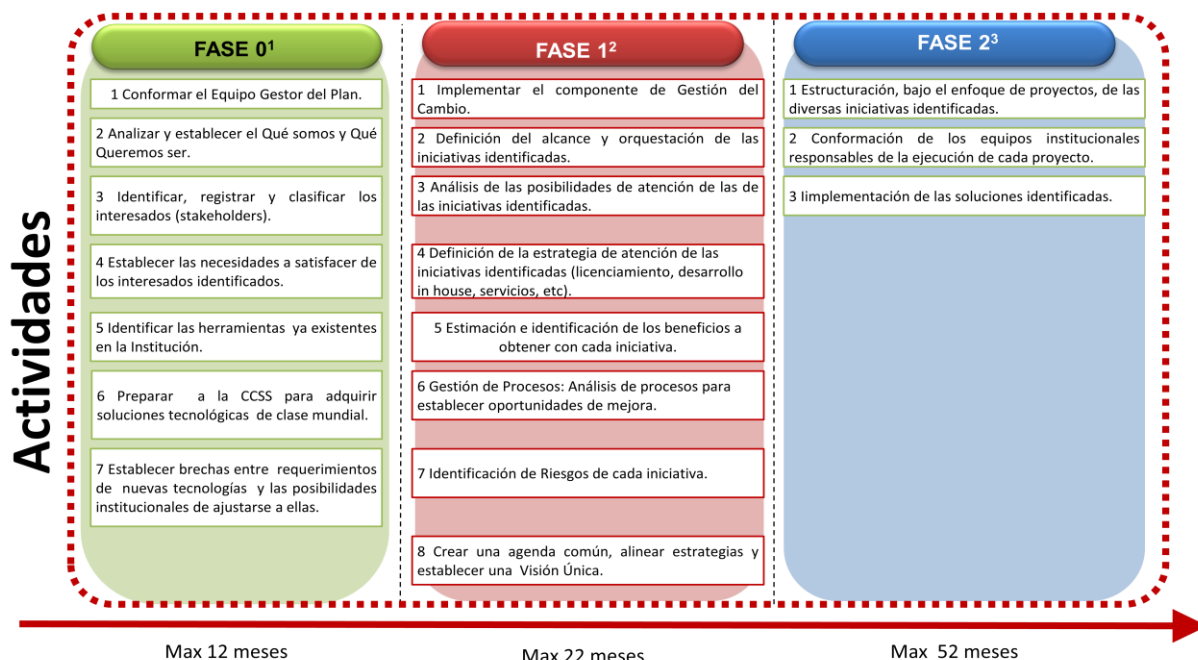 Actividades
FASE 0¹
1 Conformar el Equipo Gestor del Plan.
2 Analizar y establecer el Qué somos y Qué
Queremos ser.
3 Identificar, registrar y clasificar los
interesados (stakeholders).
4 Establecer las necesidades a satisfacer de
los interesados identificados.
5 Identificar las herramientas ya existentes
en la Institución.
6 Preparar a la CCSS para adquirir
soluciones tecnológicas de clase mundial.
7 Establecer brechas entre requerimientos
de nuevas tecnologías y las posibilidades
institucionales de ajustarse a ellas.
FASE 1²
1 Implementar el componente de Gestión del
Cambio.
2 Definición del alcance y orquestación de las
iniciativas identificadas.
3 Análisis de las posibilidades de atención de las de
las iniciativas identificadas.
4 Definición de la estrategia de atención de las
iniciativas identificadas (licenciamiento, desarrollo
in house, servicios, etc).
5 Estimación e identificación de los beneficios a
obtener con cada iniciativa.
6 Gestión de Procesos: Análisis de procesos para
establecer oportunidades de mejora.
7 Identificación de Riesgos de cada iniciativa.
8 Crear una agenda común, alinear estrategias y
establecer una Visión Única.
FASE 2³
1 Estructuración, bajo el enfoque de proyectos, de las
diversas iniciativas identificadas.
2 Conformación de los equipos institucionales
responsables de la ejecución de cada proyecto.
3 Iimplementación de las soluciones identificadas.
Max 12 meses
Max 22 meses
Max 52 meses